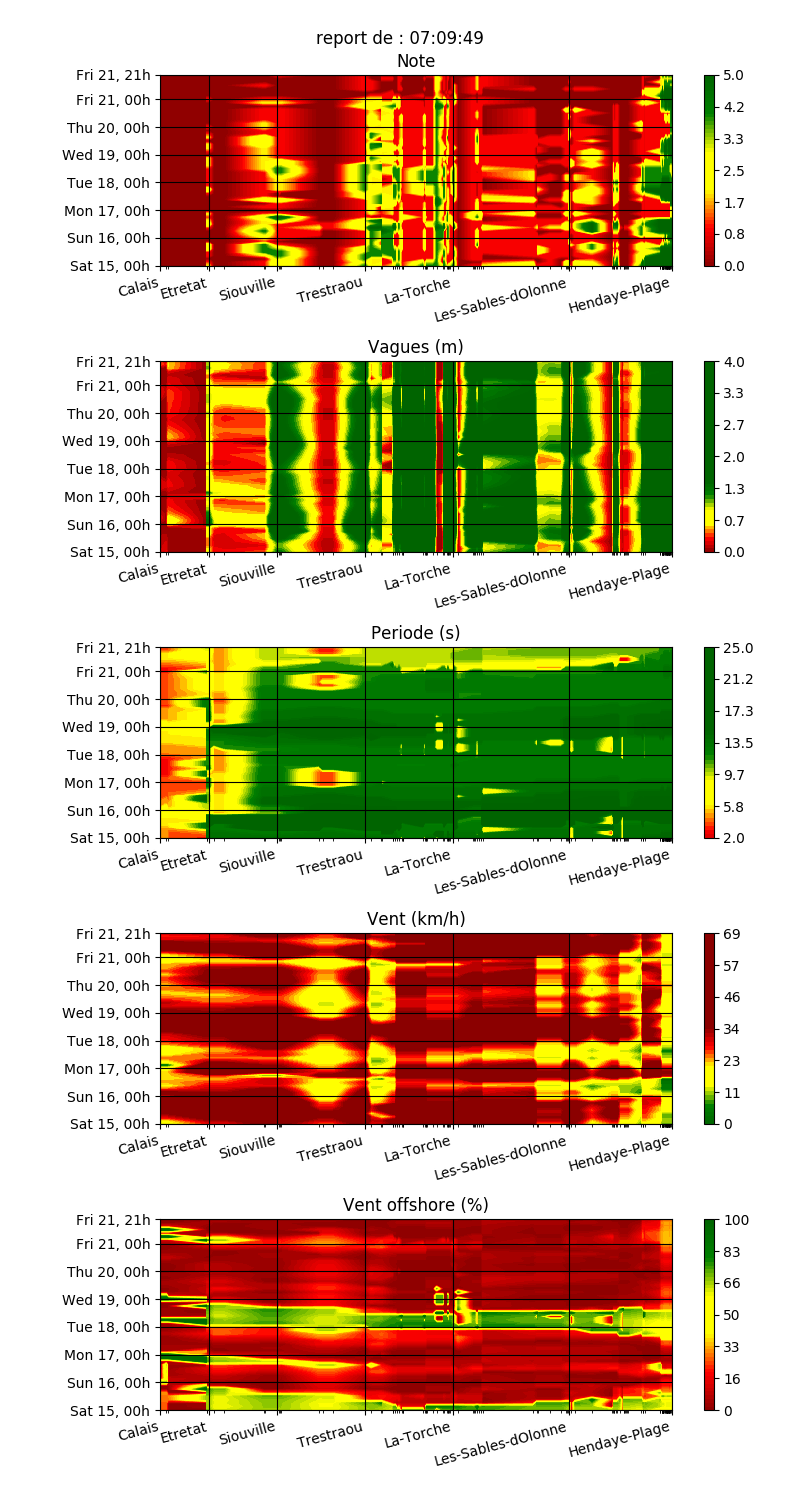 report de : 07:09:49
Note
Fri 21, 21h
Fri 21, 00h
Thu 20, 00h
Wed 19, 00h
Tue 18, 00h
Mon 17, 00h
Sun 16, 00h
Sat 15, 00h
5.0
4.2
3.3
2.5
1.7
0.8
0.0
Calais
Etretat
Siouville
Trestraou
La-Torche
Les-Sables-dOlonne
Hendaye-Plage
Vagues (m)
Fri 21, 21h
Fri 21, 00h
Thu 20, 00h
Wed 19, 00h
Tue 18, 00h
Mon 17, 00h
Sun 16, 00h
Sat 15, 00h
4.0
3.3
2.7
2.0
1.3
0.7
0.0
Calais
Etretat
Siouville
Trestraou
La-Torche
Les-Sables-dOlonne
Hendaye-Plage
Periode (s)
Fri 21, 21h
Fri 21, 00h
Thu 20, 00h
Wed 19, 00h
Tue 18, 00h
Mon 17, 00h
Sun 16, 00h
Sat 15, 00h
25.0
21.2
17.3
13.5
9.7
5.8
2.0
Calais
Etretat
Siouville
Trestraou
La-Torche
Les-Sables-dOlonne
Hendaye-Plage
Vent (km/h)
Fri 21, 21h
Fri 21, 00h
Thu 20, 00h
Wed 19, 00h
Tue 18, 00h
Mon 17, 00h
Sun 16, 00h
Sat 15, 00h
69
57
46
34
23
11
0
Calais
Etretat
Siouville
Trestraou
La-Torche
Les-Sables-dOlonne
Hendaye-Plage
Vent offshore (%)
Fri 21, 21h
Fri 21, 00h
Thu 20, 00h
Wed 19, 00h
Tue 18, 00h
Mon 17, 00h
Sun 16, 00h
Sat 15, 00h
100
83
66
50
33
16
0
Calais
Etretat
Siouville
Trestraou
La-Torche
Les-Sables-dOlonne
Hendaye-Plage